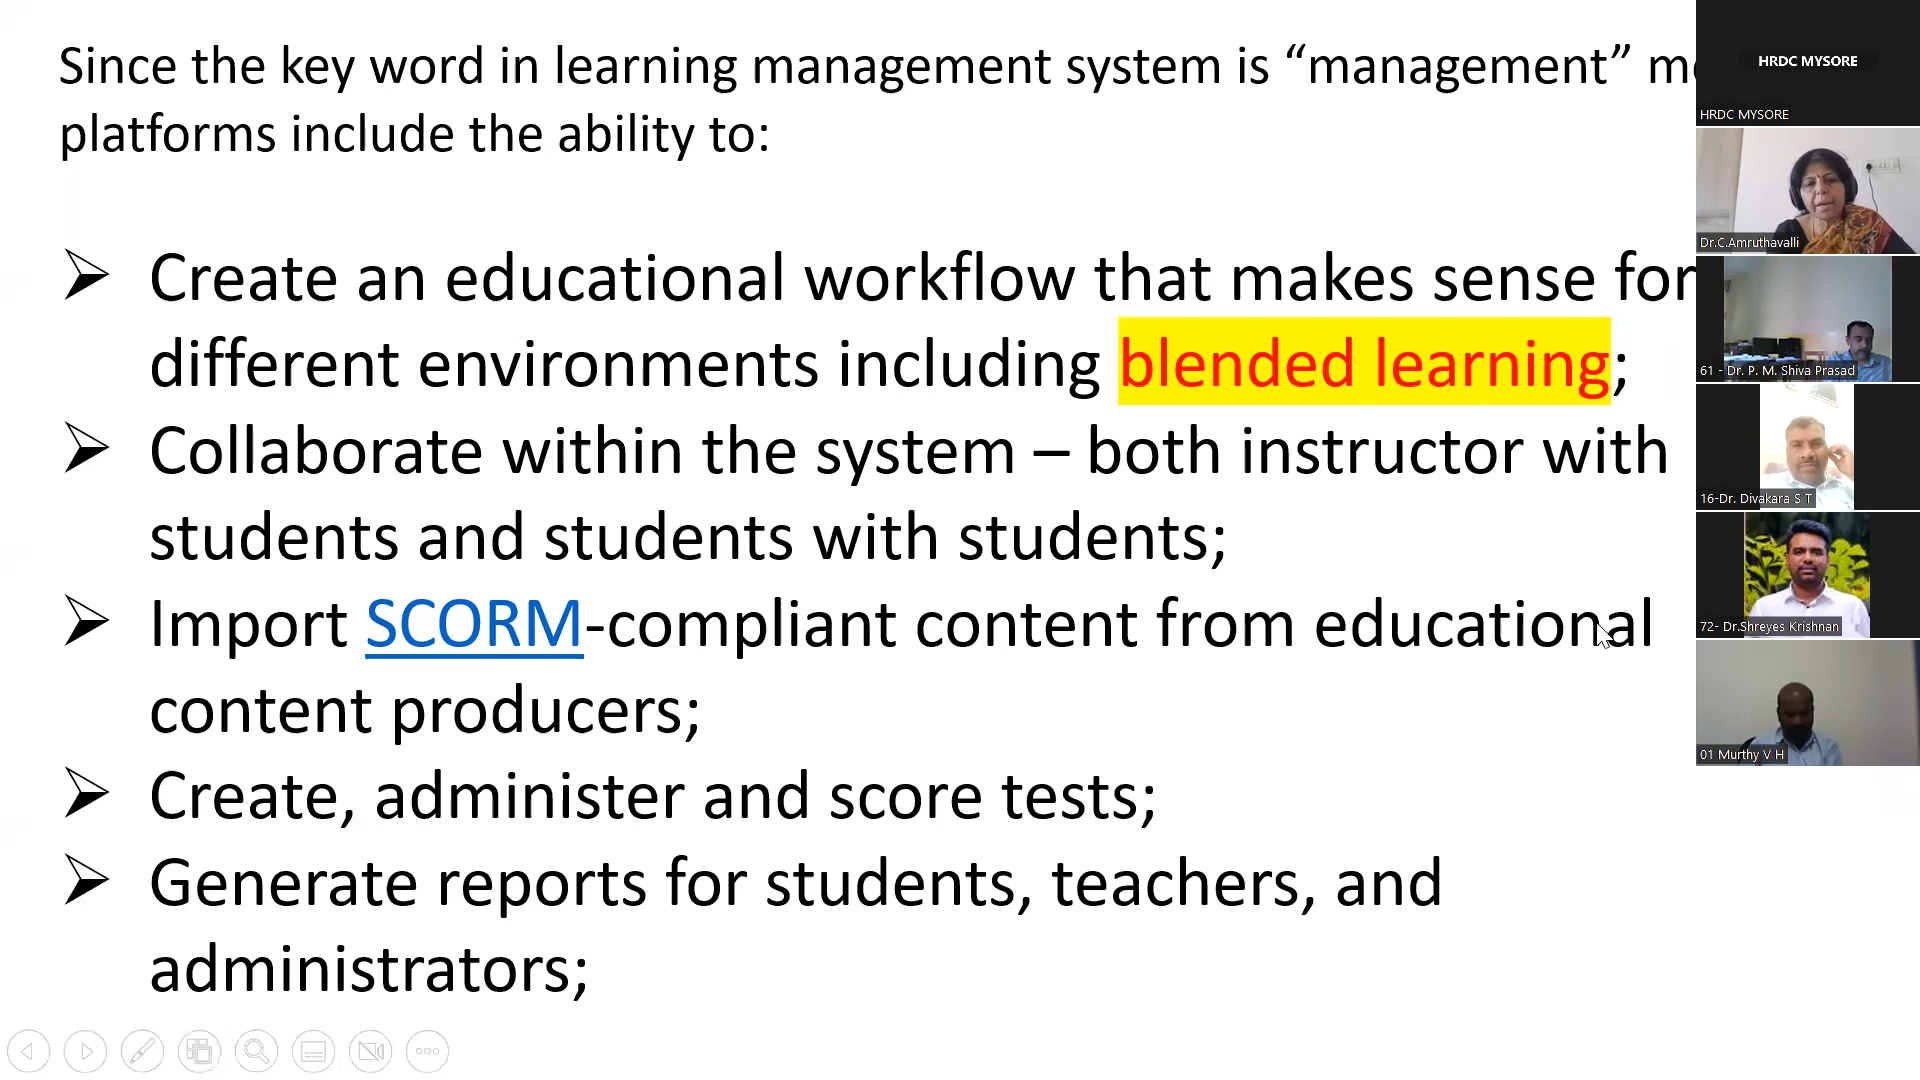 Since the key word in learning management system is “management”
platforms include the ability to:
➢ Create an educational workflow that makes sense for
different environments including blended learning;
➢ Collaborate within the system – both instructor with
students and students with students;
➢ Import SCORM-compliant content from educational
content producers;
➢ Create, administer and score tests;
➢ Generate reports for students, teachers, and
administrators;
HRDC MYSORE
HRDC MYSORE
Dr.C.Amruthavalli
61 - Dr. P. M. Shiva Prasad
16-Dr. Divakara S T
72- Dr.Shreyes Krishnan
01 Murthy V H